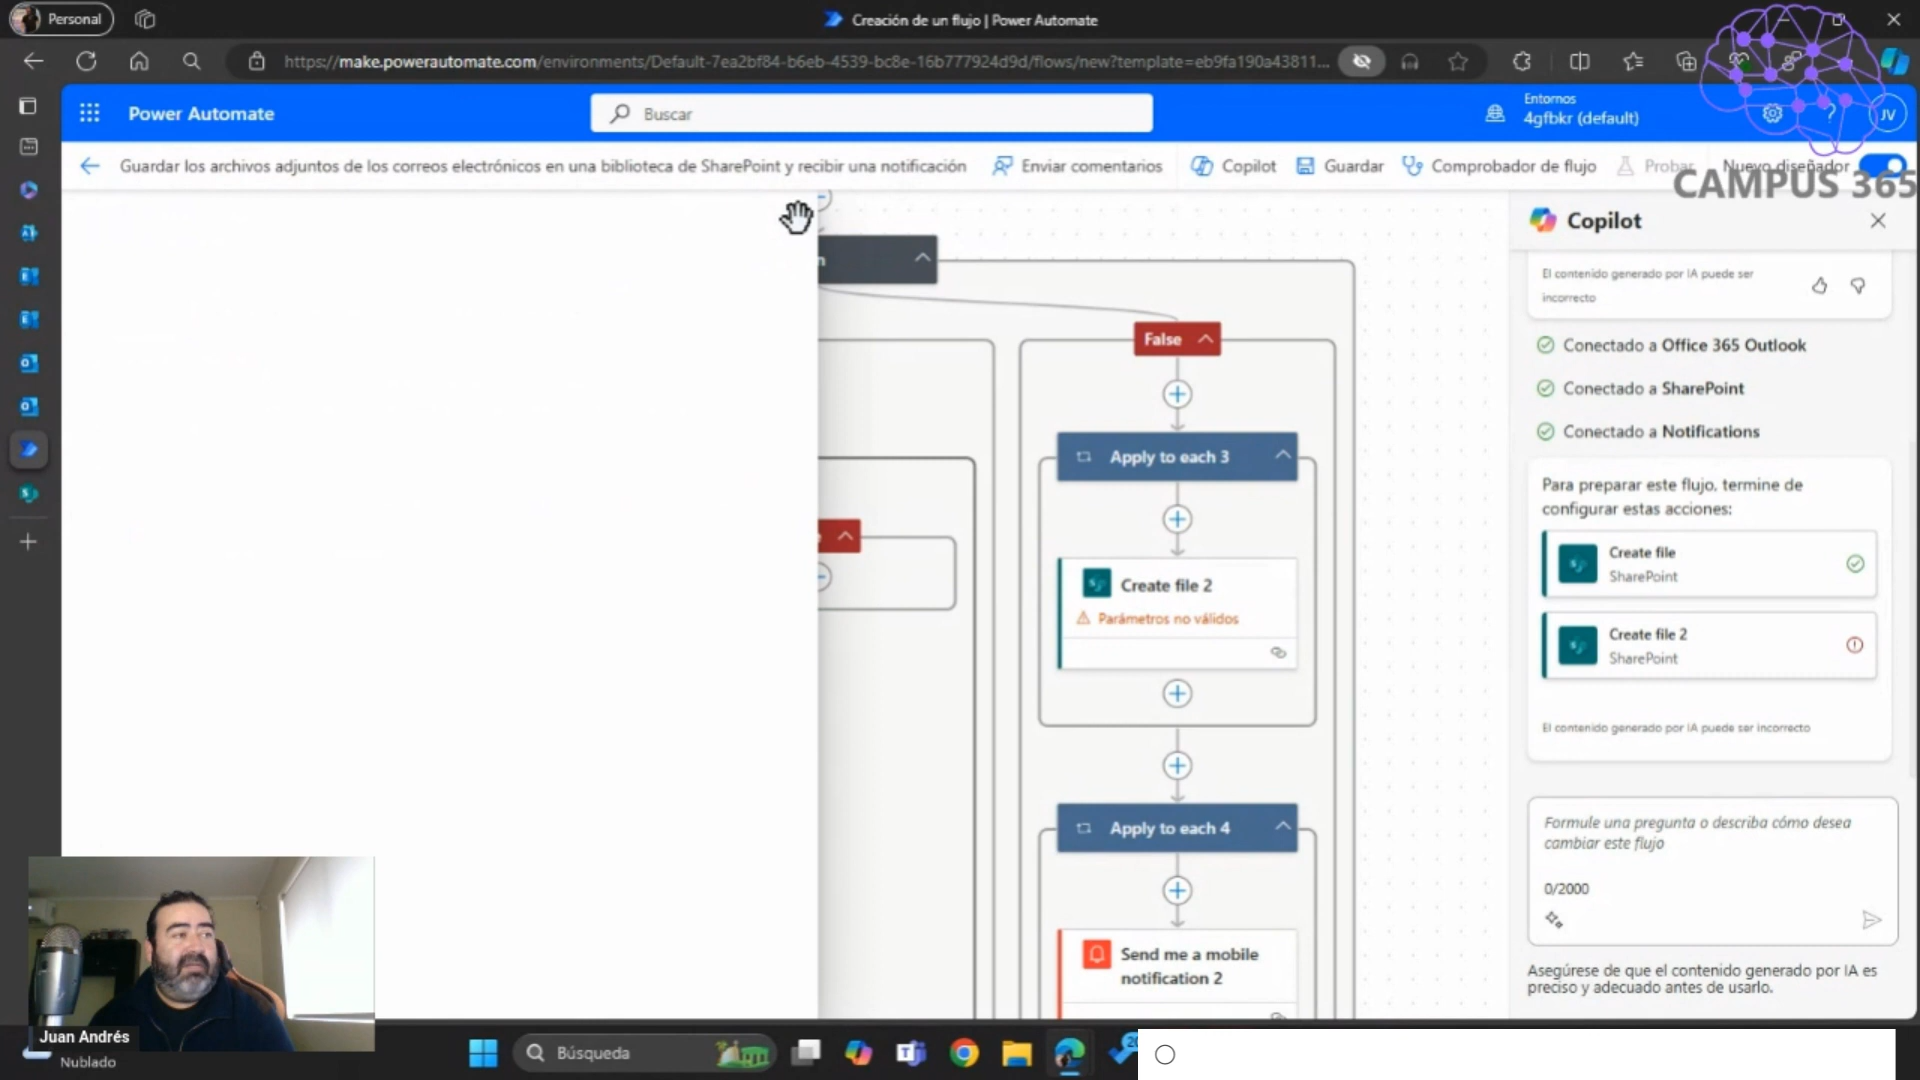 Personal
Creación de un flujo | Power Automate
https://make.powerautomate.com/environments/Default-7ea2bf84-b6eb-4539-bc8e-16b777924d9d/flows/new?template=eb9fa190a43811...
Power Automate
Buscar
Entornos
4gfbkr (default)
JV
Guardar los archivos adjuntos de los correos electrónicos en una biblioteca de SharePoint y recibir una notificación
Enviar comentarios
Copilot
Guardar
Comprobador de flujo
Probar
Nuevo diseñador
CAMPUS 365
Copilot
El contenido generado por IA puede ser
incorrecto
Conectado a Office 365 Outlook
Conectado a SharePoint
Conectado a Notifications
Para preparar este flujo, termine de
configurar estas acciones:
Create file
SharePoint
Create file 2
SharePoint
El contenido generado por IA puede ser incorrecto
Formule una pregunta o describa cómo desea
cambiar este flujo
0/2000
Asegúrese de que el contenido generado por IA es
preciso y adecuado antes de usarlo.
n
False
Apply to each 3
Create file 2
Parámetros no válidos
Apply to each 4
Send me a mobile
notification 2
Juan Andrés
Nublado
Búsqueda